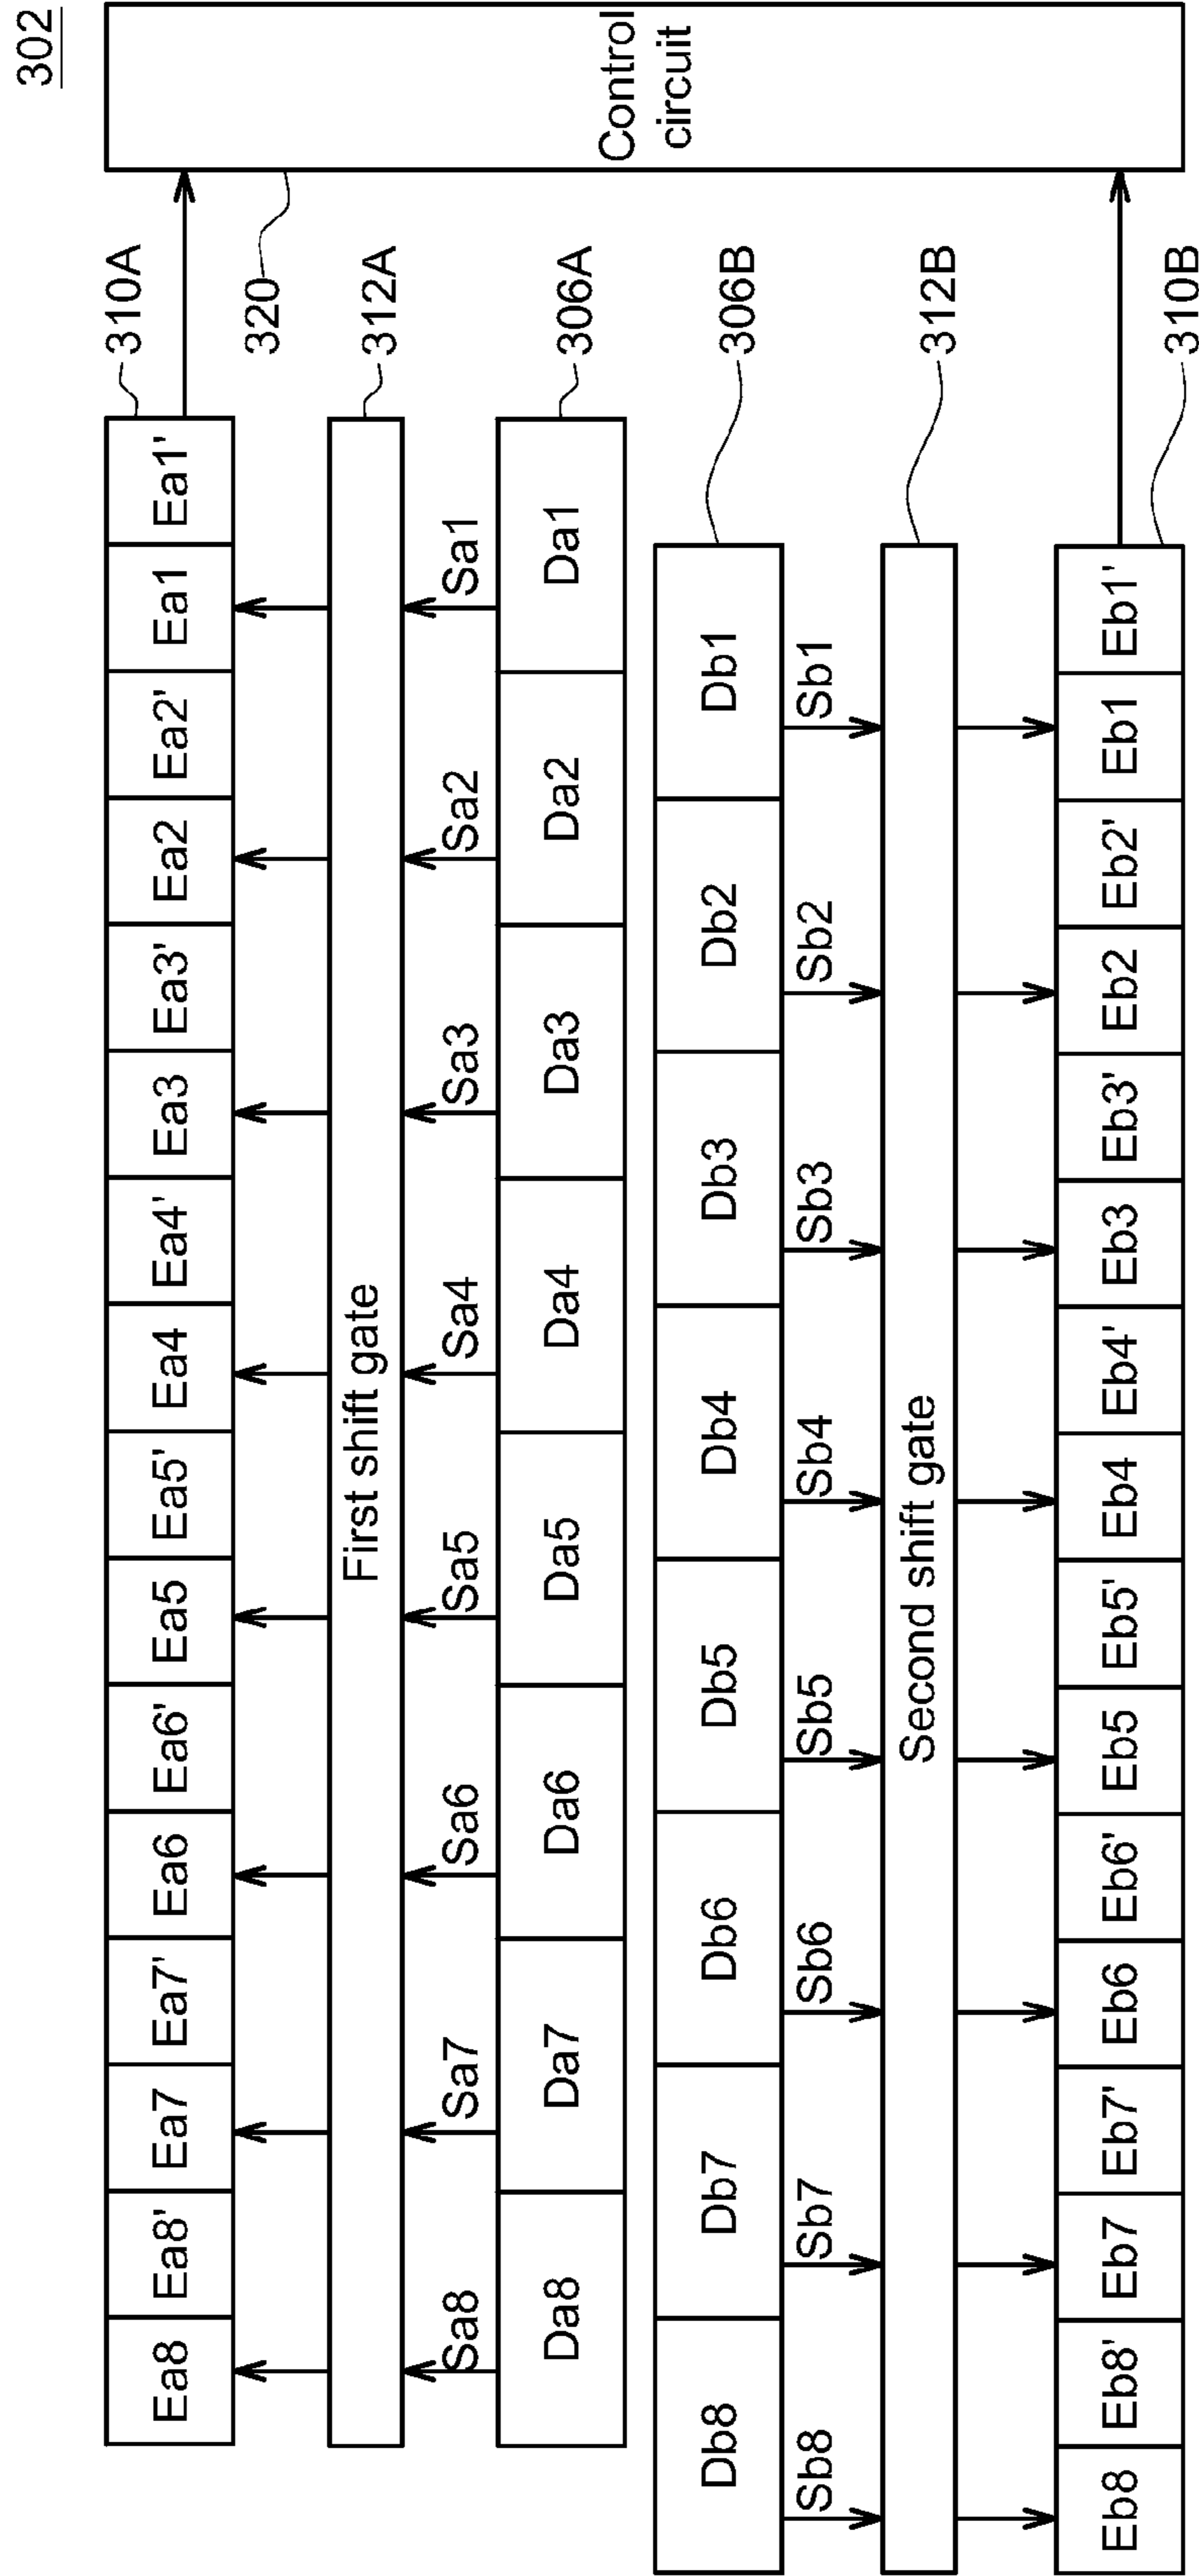 302
Ea8 Ea8' Ea7 Ea7' Ea6 Ea6' Ea5 Ea5' Ea4 Ea4' Ea3 Ea3' Ea2 Ea2' Ea1 Ea1'
310A
320
First shift gate
312A
Sa8 Sa7 Sa6 Sa5 Sa4 Sa3 Sa2 Sa1
Da8 Da7 Da6 Da5 Da4 Da3 Da2 Da1
306A
Control
circuit
Db8 Db7 Db6 Db5 Db4 Db3 Db2 Db1
306B
Sb8 Sb7 Sb6 Sb5 Sb4 Sb3 Sb2 Sb1
Second shift gate
312B
Eb8 Eb8' Eb7 Eb7' Eb6 Eb6' Eb5 Eb5' Eb4 Eb4' Eb3 Eb3' Eb2 Eb2' Eb1 Eb1'
310B